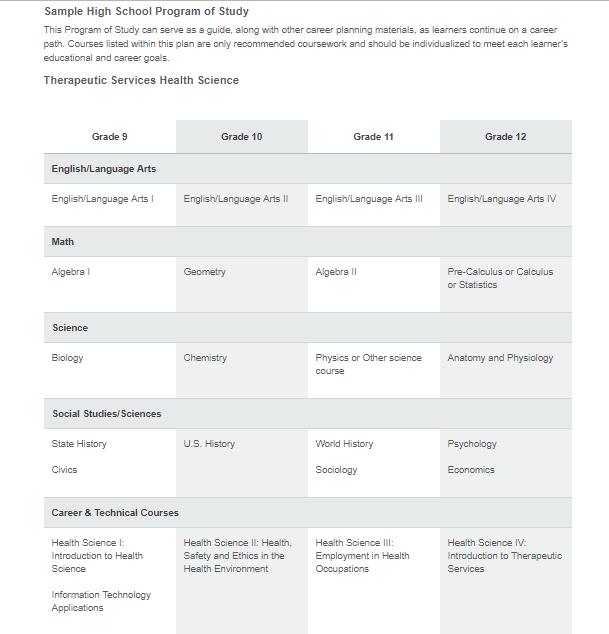 Sample High School Program of Study
This Program of Study can serve as a guide, along with other career planning materials, as learners continue on a career
path. Courses listed within this plan are only recommended coursework and should be individualized to meet each learner's
educational and career goals.
Therapeutic Services Health Science
Grade 9 Grade 10 Grade 11 Grade 12
English/Language Arts
English/Language Arts I English/Language Arts II English/Language Arts III English/Language Arts IV
Math
Algebra I Geometry Algebra II Pre-Calculus or Calculus
or Statistics
Science
Biology Chemistry Physics or Other science Anatomy and Physiology
course
Social Studies/Sciences
State History U.S. History World History Psychology
Civics Sociology Economics
Career & Technical Courses
Health Science I: Health Science II: Health, Health Science III: Health Science IV:
Introduction to Health Safety and Ethics in the Employment in Health Introduction to Therapeutic
Science Health Environment Occupations Services
Information Technology
Applications